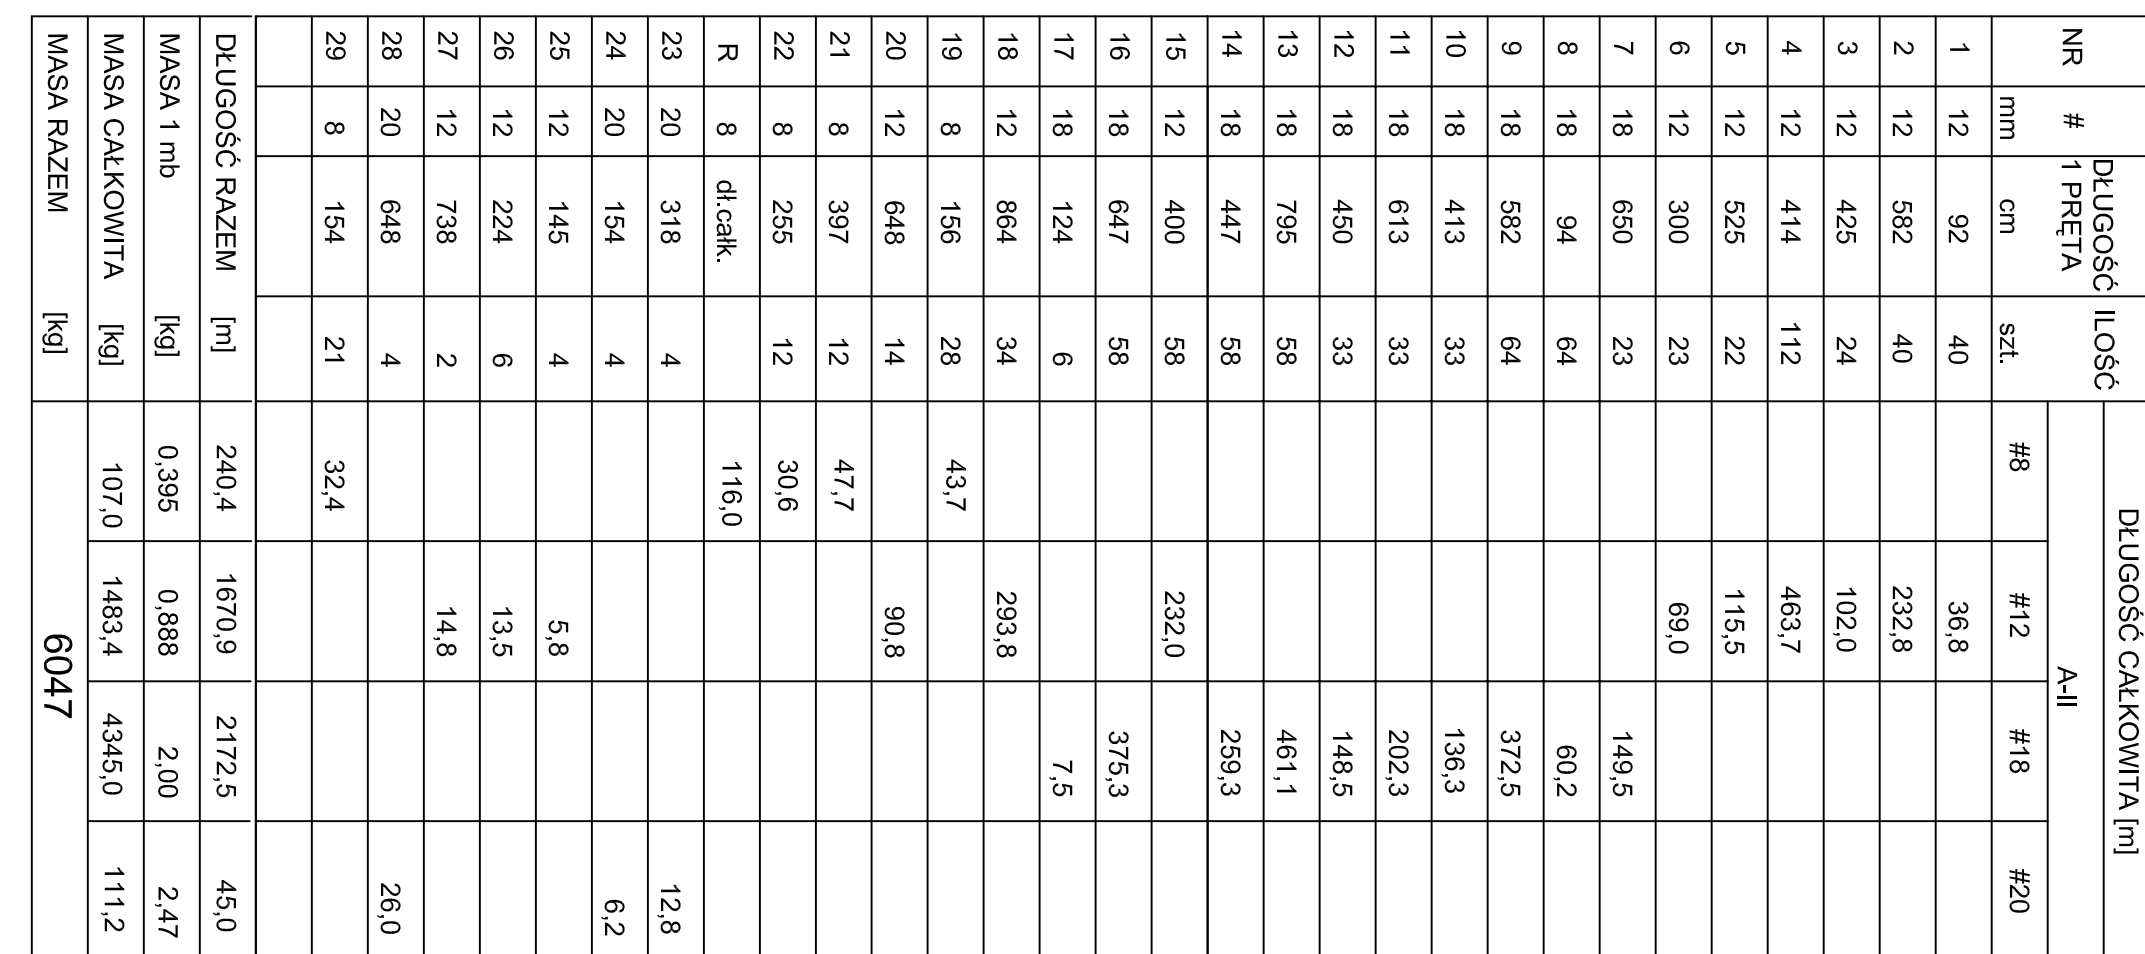 DŁUGOŚĆ CAŁKOWITA [m]
NR # DŁUGOŚĆ 1 PRĘTA ILOŚĆ A-II
mm cm szt. #8 #12 #18 #20
1 12 92 40 36,8
2 12 582 40 232,8
3 12 425 24 102,0
4 12 414 112 463,7
5 12 525 22 115,5
6 12 300 23 69,0
7 18 650 23 149,5
8 18 94 64 60,2
9 18 582 64 372,5
10 18 413 33 136,3
11 18 613 33 202,3
12 18 450 33 148,5
13 18 795 58 461,1
14 18 447 58 259,3
15 12 400 58 232,0
16 18 647 58 375,3
17 18 124 6 7,5
18 12 864 34 293,8
19 8 156 28 43,7
20 12 648 14 90,8
21 8 397 12 47,7
22 8 255 12 30,6
R 8 dł.całk. 116,0
23 20 318 4 12,8
24 20 154 4 6,2
25 12 145 4 5,8
26 12 224 6 13,5
27 12 738 2 14,8
28 20 648 4 26,0
29 8 154 21 32,4
DŁUGOŚĆ RAZEM [m] 240,4 1670,9 2172,5 45,0
MASA 1 mb [kg] 0,395 0,888 2,00 2,47
MASA CAŁKOWITA [kg] 107,0 1483,4 4345,0 111,2
MASA RAZEM [kg] 6047